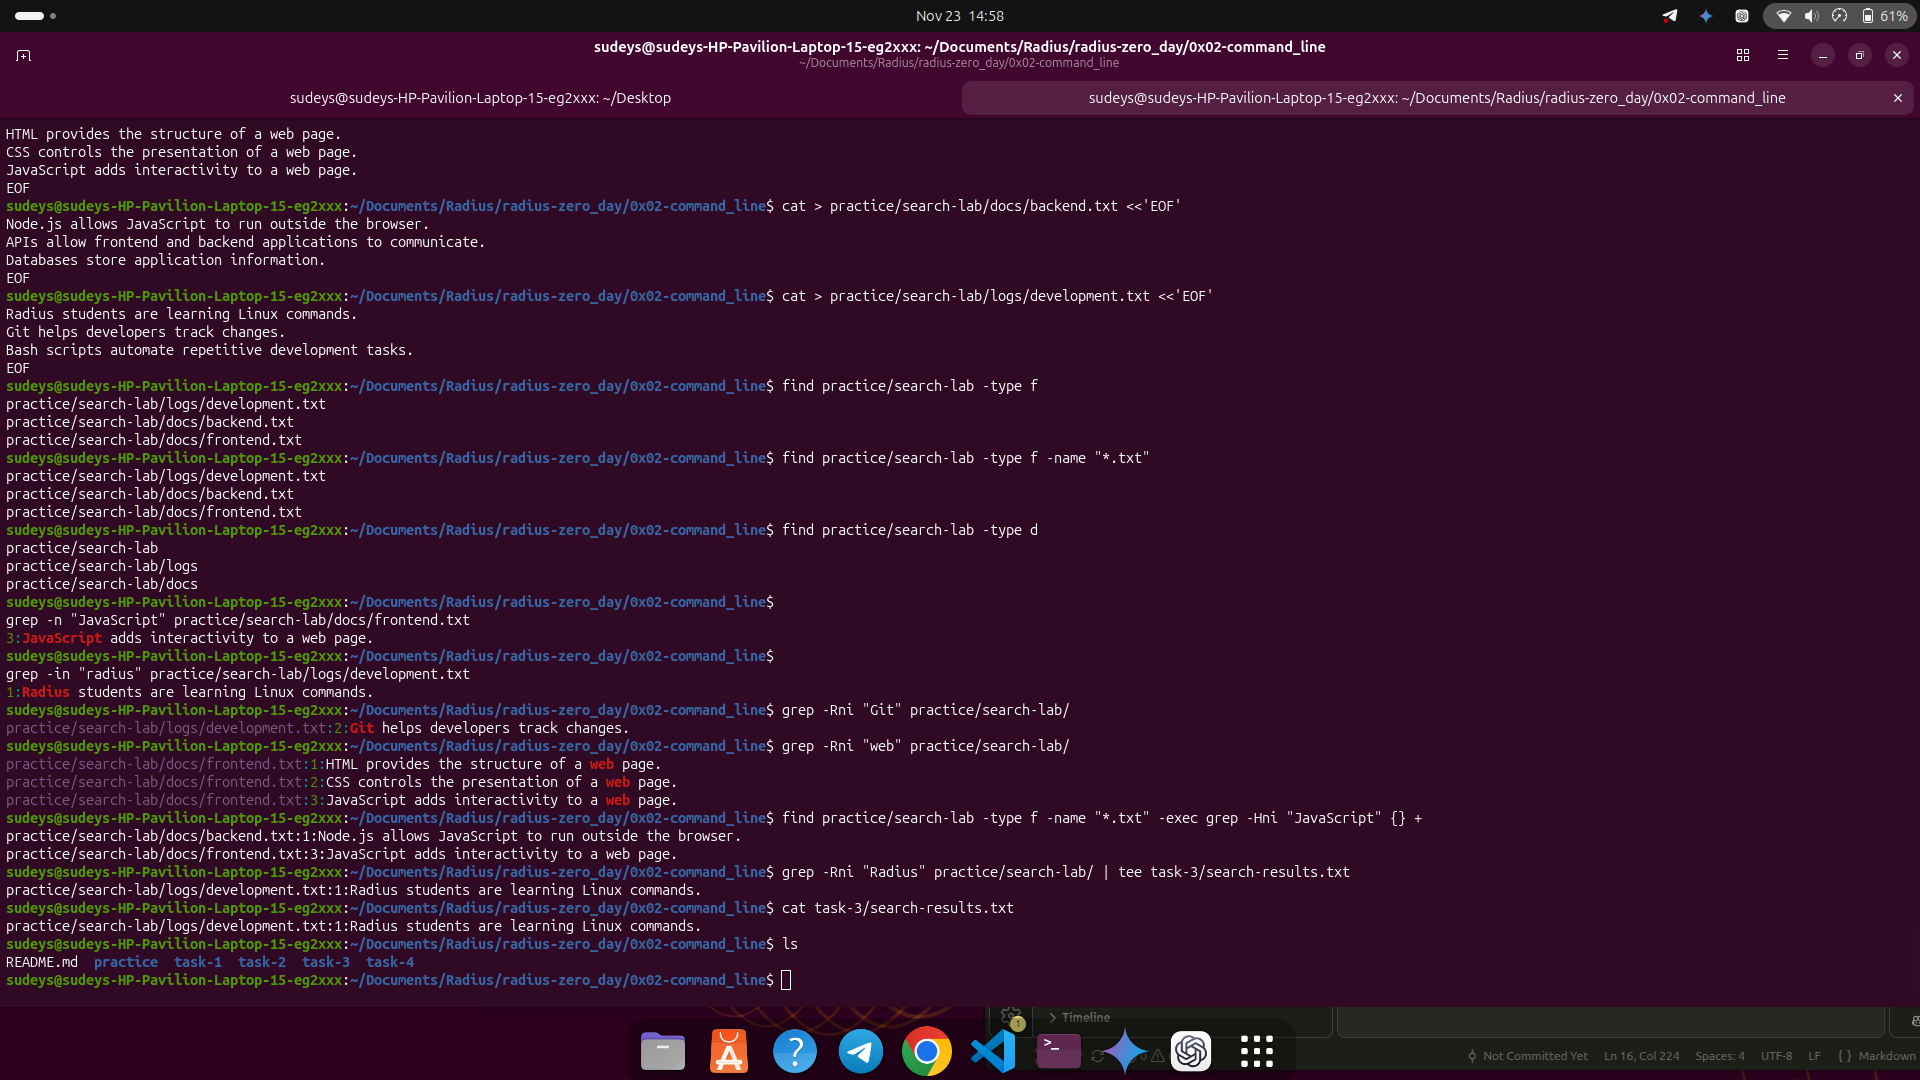 Nov 23 14:58
61%
sudeys@sudeys-HP-Pavilion-Laptop-15-eg2xxx: ~/Documents/Radius/radius-zero_day/0x02-command_line
~/Documents/Radius/radius-zero_day/0x02-command_line
sudeys@sudeys-HP-Pavilion-Laptop-15-eg2xxx: ~/Desktop
sudeys@sudeys-HP-Pavilion-Laptop-15-eg2xxx: ~/Documents/Radius/radius-zero_day/0x02-command_line
HTML provides the structure of a web page.
CSS controls the presentation of a web page.
JavaScript adds interactivity to a web page.
EOF
sudeys@sudeys-HP-Pavilion-Laptop-15-eg2xxx:~/Documents/Radius/radius-zero_day/0x02-command_line$ cat > practice/search-lab/docs/backend.txt <<'EOF'
Node.js allows JavaScript to run outside the browser.
APIs allow frontend and backend applications to communicate.
Databases store application information.
EOF
sudeys@sudeys-HP-Pavilion-Laptop-15-eg2xxx:~/Documents/Radius/radius-zero_day/0x02-command_line$ cat > practice/search-lab/logs/development.txt <<'EOF'
Radius students are learning Linux commands.
Git helps developers track changes.
Bash scripts automate repetitive development tasks.
EOF
sudeys@sudeys-HP-Pavilion-Laptop-15-eg2xxx:~/Documents/Radius/radius-zero_day/0x02-command_line$ find practice/search-lab -type f
practice/search-lab/logs/development.txt
practice/search-lab/docs/backend.txt
practice/search-lab/docs/frontend.txt
sudeys@sudeys-HP-Pavilion-Laptop-15-eg2xxx:~/Documents/Radius/radius-zero_day/0x02-command_line$ find practice/search-lab -type f -name "*.txt"
practice/search-lab/logs/development.txt
practice/search-lab/docs/backend.txt
practice/search-lab/docs/frontend.txt
sudeys@sudeys-HP-Pavilion-Laptop-15-eg2xxx:~/Documents/Radius/radius-zero_day/0x02-command_line$ find practice/search-lab -type d
practice/search-lab
practice/search-lab/logs
practice/search-lab/docs
sudeys@sudeys-HP-Pavilion-Laptop-15-eg2xxx:~/Documents/Radius/radius-zero_day/0x02-command_line$
grep -n "JavaScript" practice/search-lab/docs/frontend.txt
3:JavaScript adds interactivity to a web page.
sudeys@sudeys-HP-Pavilion-Laptop-15-eg2xxx:~/Documents/Radius/radius-zero_day/0x02-command_line$
grep -in "radius" practice/search-lab/logs/development.txt
1:Radius students are learning Linux commands.
sudeys@sudeys-HP-Pavilion-Laptop-15-eg2xxx:~/Documents/Radius/radius-zero_day/0x02-command_line$ grep -Rni "Git" practice/search-lab/
practice/search-lab/logs/development.txt:2:Git helps developers track changes.
sudeys@sudeys-HP-Pavilion-Laptop-15-eg2xxx:~/Documents/Radius/radius-zero_day/0x02-command_line$ grep -Rni "web" practice/search-lab/
practice/search-lab/docs/frontend.txt:1:HTML provides the structure of a web page.
practice/search-lab/docs/frontend.txt:2:CSS controls the presentation of a web page.
practice/search-lab/docs/frontend.txt:3:JavaScript adds interactivity to a web page.
sudeys@sudeys-HP-Pavilion-Laptop-15-eg2xxx:~/Documents/Radius/radius-zero_day/0x02-command_line$ find practice/search-lab -type f -name "*.txt" -exec grep -Hni "JavaScript" {} +
practice/search-lab/docs/backend.txt:1:Node.js allows JavaScript to run outside the browser.
practice/search-lab/docs/frontend.txt:3:JavaScript adds interactivity to a web page.
sudeys@sudeys-HP-Pavilion-Laptop-15-eg2xxx:~/Documents/Radius/radius-zero_day/0x02-command_line$ grep -Rni "Radius" practice/search-lab/ | tee task-3/search-results.txt
practice/search-lab/logs/development.txt:1:Radius students are learning Linux commands.
sudeys@sudeys-HP-Pavilion-Laptop-15-eg2xxx:~/Documents/Radius/radius-zero_day/0x02-command_line$ cat task-3/search-results.txt
practice/search-lab/logs/development.txt:1:Radius students are learning Linux commands.
sudeys@sudeys-HP-Pavilion-Laptop-15-eg2xxx:~/Documents/Radius/radius-zero_day/0x02-command_line$ ls
README.md practice task-1 task-2 task-3 task-4
sudeys@sudeys-HP-Pavilion-Laptop-15-eg2xxx:~/Documents/Radius/radius-zero_day/0x02-command_line$
1
Timeline
Not Committed Yet Ln 16, Col 224 Spaces: 4 UTF-8 LF { } Markdown